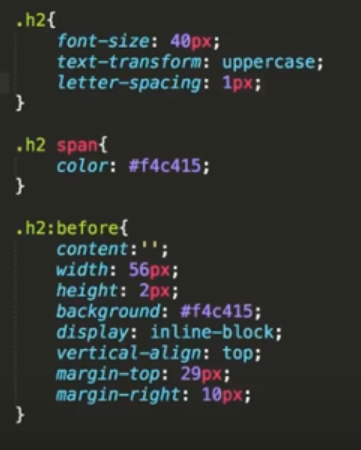 .h2{
    font-size: 40px;
    text-transform: uppercase;
    letter-spacing: 1px;
}

.h2 span{
    color: #f4c415;
}

.h2:before{
    content:'';
    width: 56px;
    height: 2px;
    background: #f4c415;
    display: inline-block;
    vertical-align: top;
    margin-top: 29px;
    margin-right: 10px;
}